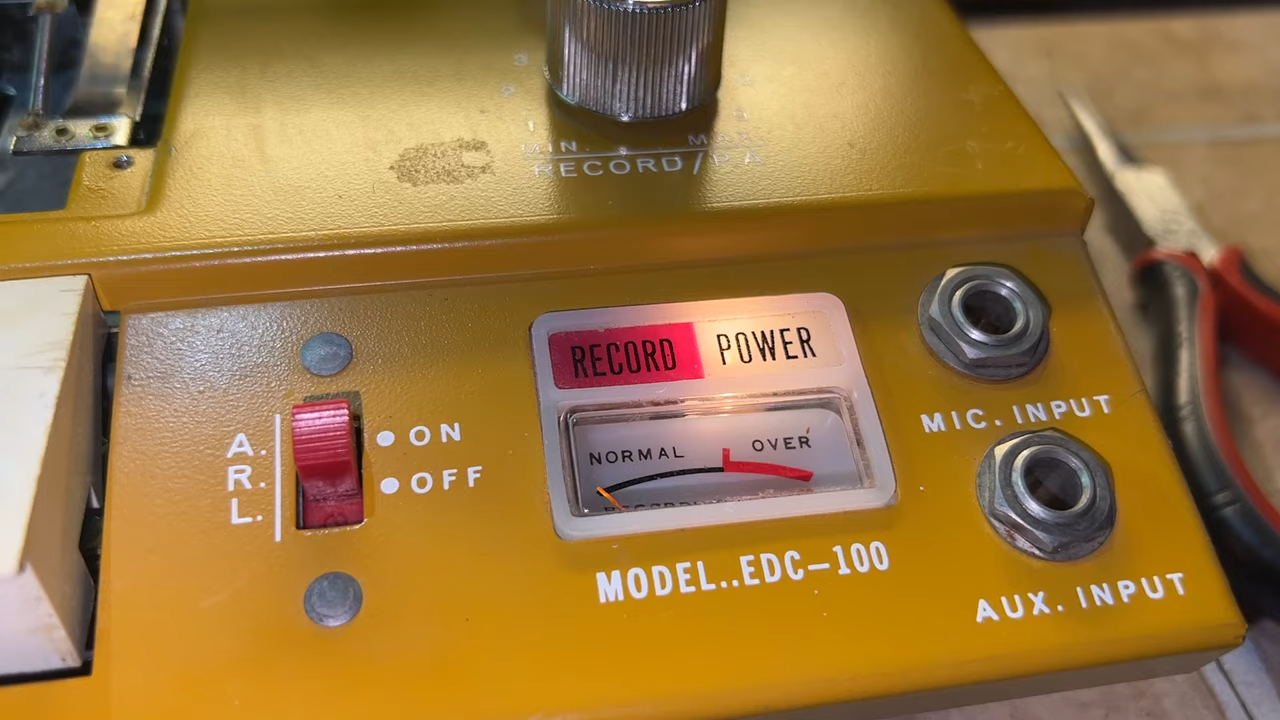 3
2
1
MIN. MAX.
RECORD/P.A
RECORD POWER
NORMAL OVER
A. ON
R. OFF
L.
MODEL..EDC-100
MIC. INPUT
AUX. INPUT